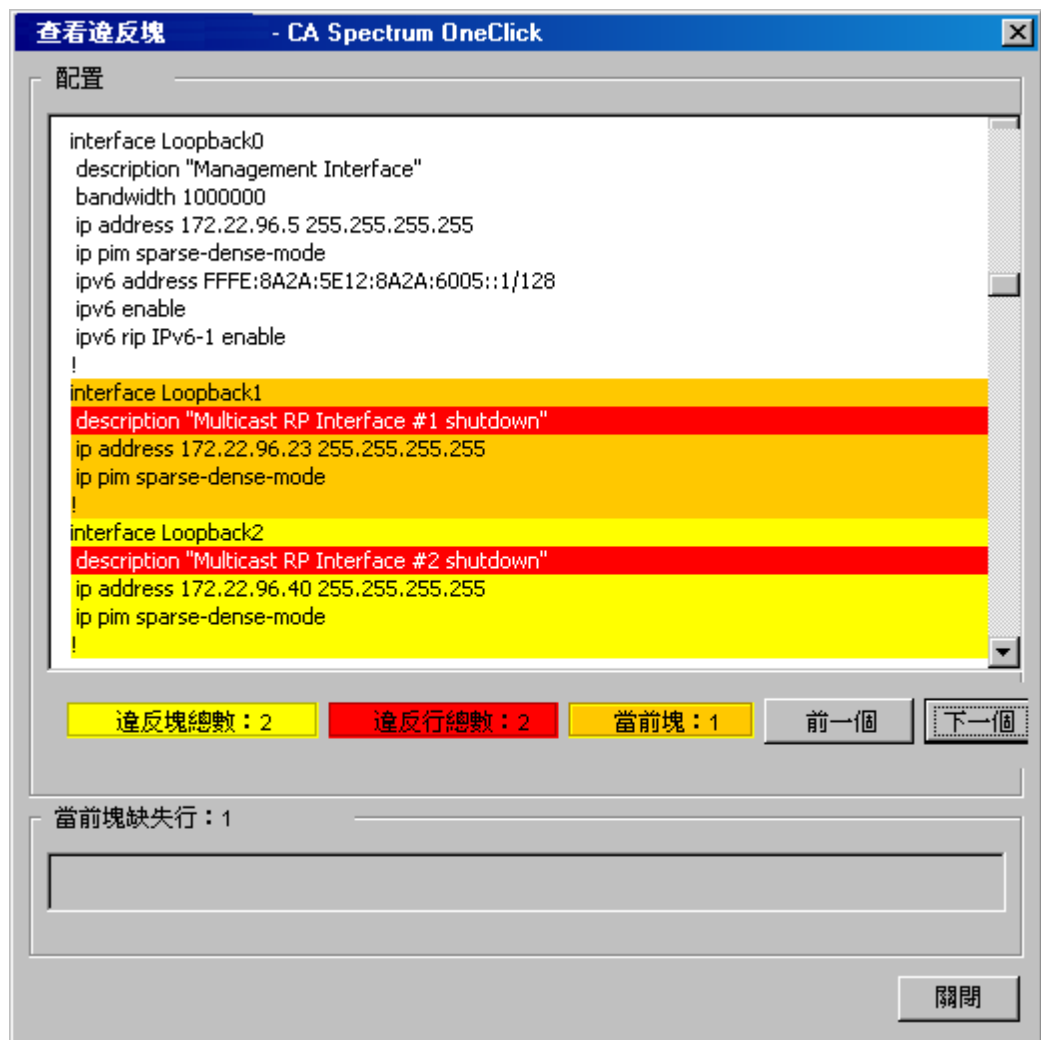 查看違反塊 - CA Spectrum OneClick
配置
interface Loopback0
description "Management Interface"
bandwidth 1000000
ip address 172.22.96.5 255.255.255.255
ip pim sparse-dense-mode
ipv6 address FFFE:8A2A:5E12:8A2A:6005::1/128
ipv6 enable
ipv6 rip IPv6-1 enable
!
interface Loopback1
description "Multicast RP Interface #1 shutdown"
ip address 172.22.96.23 255.255.255.255
ip pim sparse-dense-mode
!
interface Loopback2
description "Multicast RP Interface #2 shutdown"
ip address 172.22.96.40 255.255.255.255
ip pim sparse-dense-mode
!
違反塊總數：2 違反行總數：2 當前塊：1 前一個 下一個
當前塊缺失行：1
關閉